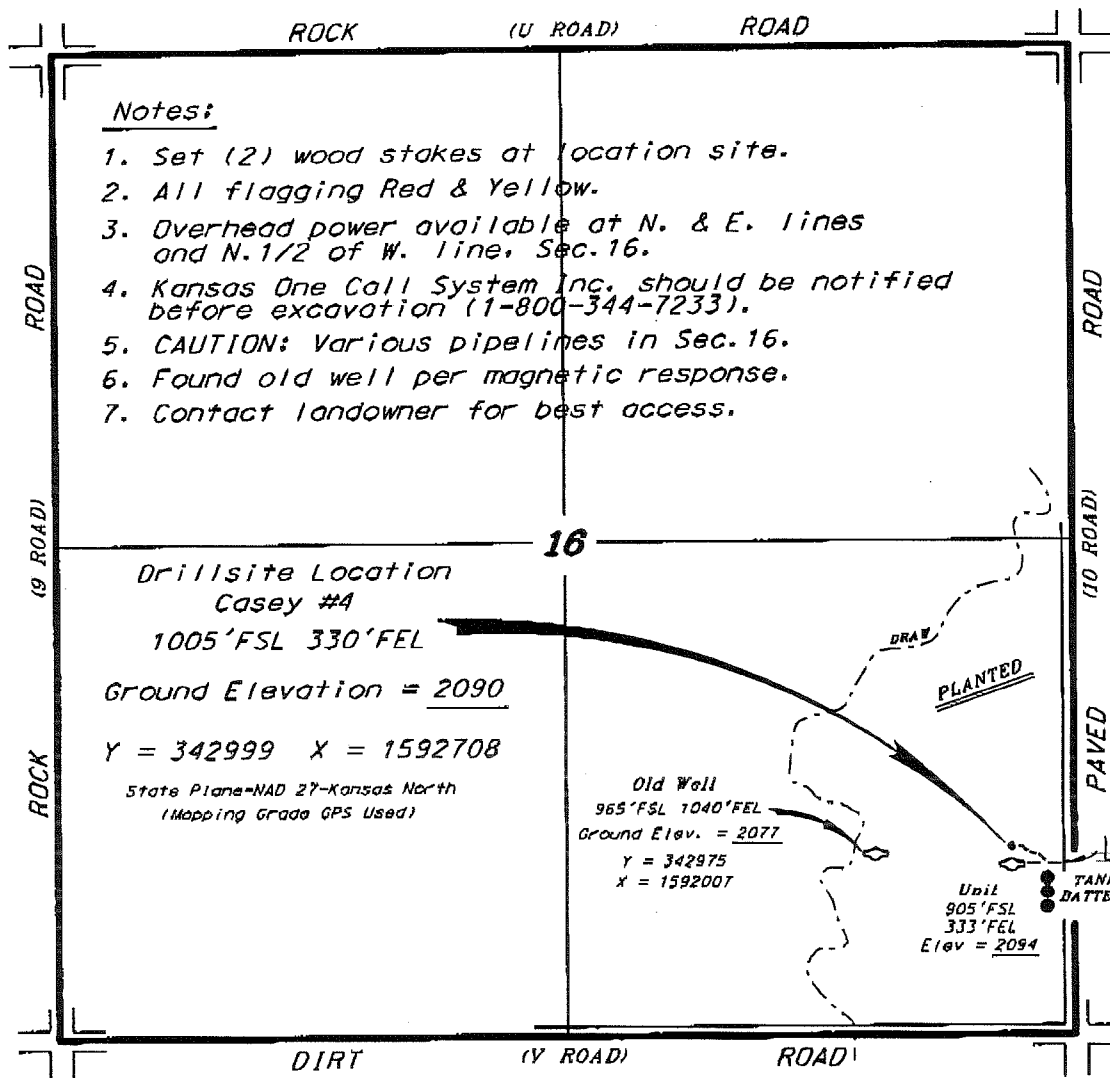 ROCK (U ROAD) ROAD
Notes:
1. Set (2) wood stakes at location site.
2. All flagging Red & Yellow.
3. Overhead power available at N. & E. lines
and N.1/2 of W. line, Sec.16.
4. Kansas One Call System Inc. should be notified
before excavation (1-800-344-7233).
5. CAUTION: Various pipelines in Sec.16.
6. Found old well per magnetic response.
7. Contact landowner for best access.
ROAD
(9 ROAD)
ROCK
ROAD
(10 ROAD)
PAVED
16
Drillsite Location
Casey #4
1005'FSL 330'FEL
Ground Elevation = 2090
Y = 342999 X = 1592708
State Plane-NAD 27-Kansas North
(Mapping Grade GPS Used)
DRAW
PLANTED
Old Well
965'FSL 1040'FEL
Ground Elev. = 2077
Y = 342975
X = 1592007
Unit
905'FSL
333'FEL
Elev = 2094
TAN
BATTE
DIRT (V ROAD) ROAD